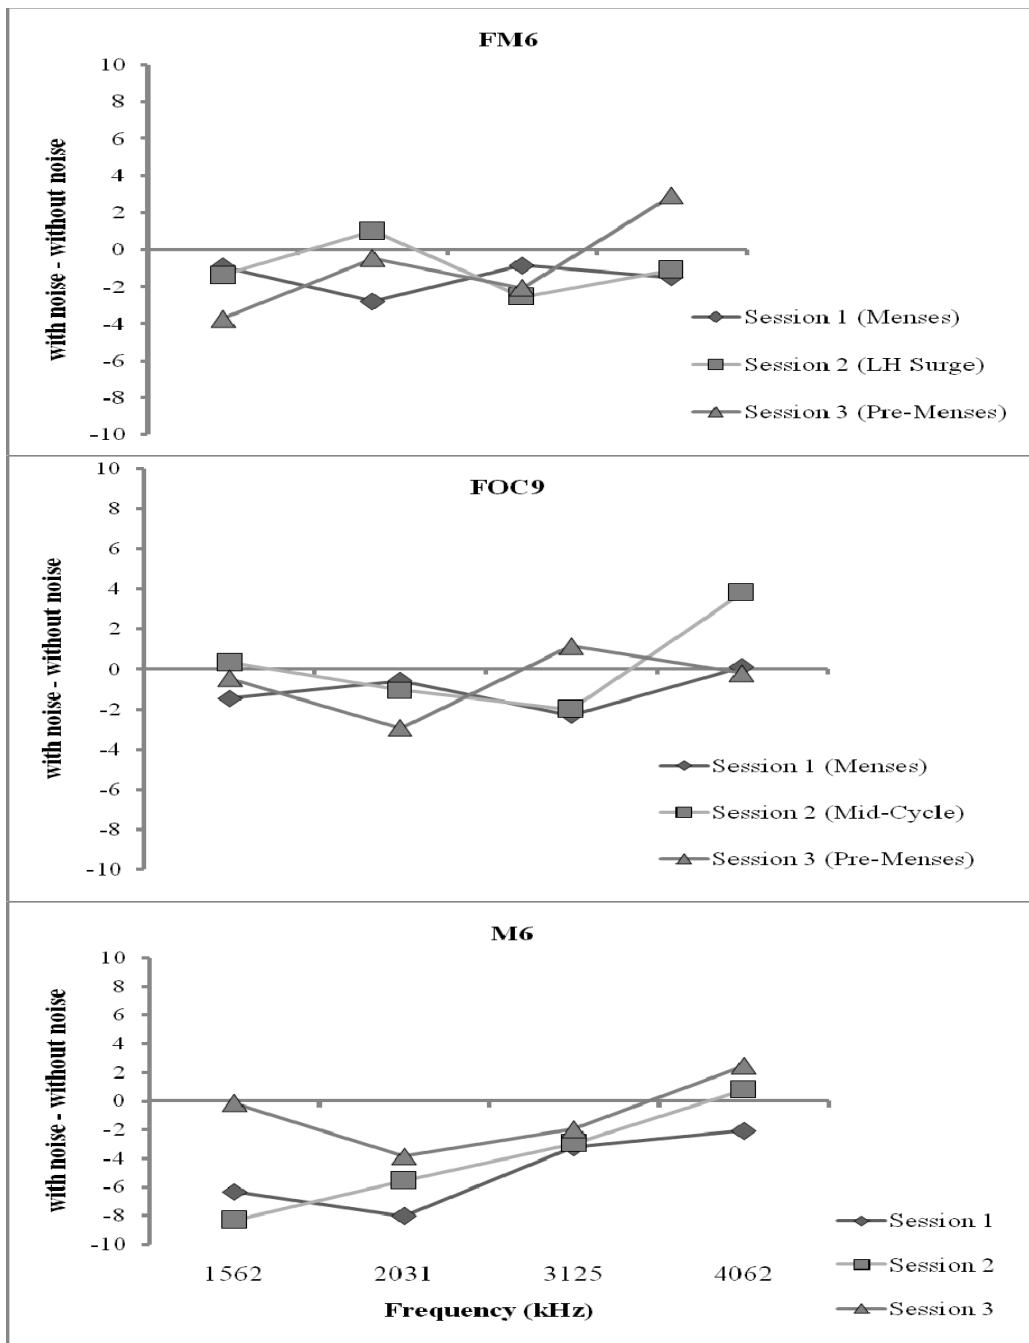 FM6
10
8
6
4
2
0
-2
-4
-6
-8
-10
with noise - without noise
Session 1 (Menses)
Session 2 (LH Surge)
Session 3 (Pre-Menses)
FOC9
10
8
6
4
2
0
-2
-4
-6
-8
-10
with noise - without noise
Session 1 (Menses)
Session 2 (Mid-Cycle)
Session 3 (Pre-Menses)
M6
10
8
6
4
2
0
-2
-4
-6
-8
-10
with noise - without noise
1562 2031 3125 4062
Frequency (kHz)
Session 1
Session 2
Session 3